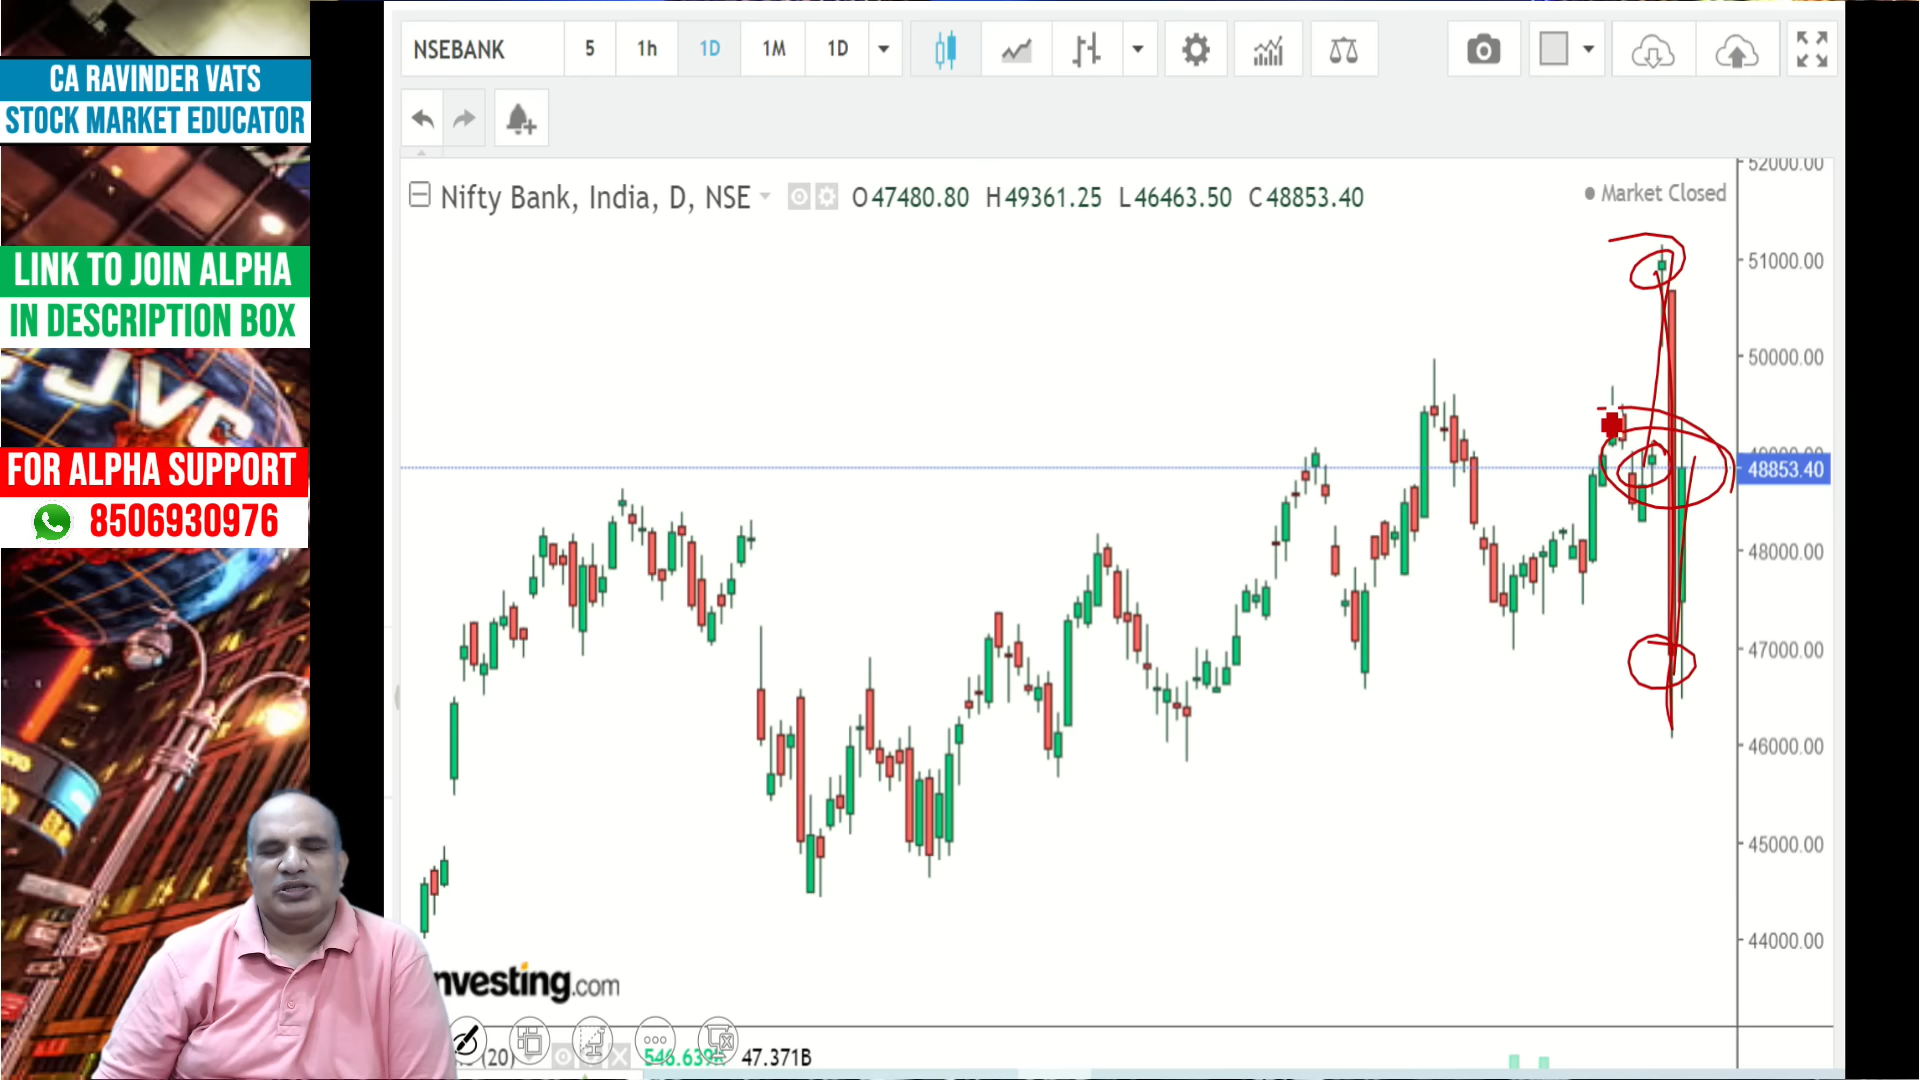 CA RAVINDER VATS
STOCK MARKET EDUCATOR
LINK TO JOIN ALPHA
IN DESCRIPTION BOX
JVC
FOR ALPHA SUPPORT
8506930976
NSEBANK 5 1h 1D 1M 1D
Nifty Bank, India, D, NSE O47480.80 H49361.25 L46463.50 C48853.40
Market Closed
52000.00
51000.00
50000.00
48853.40
48000.00
47000.00
46000.00
45000.00
44000.00
nvesting.com
(20) 47.371B